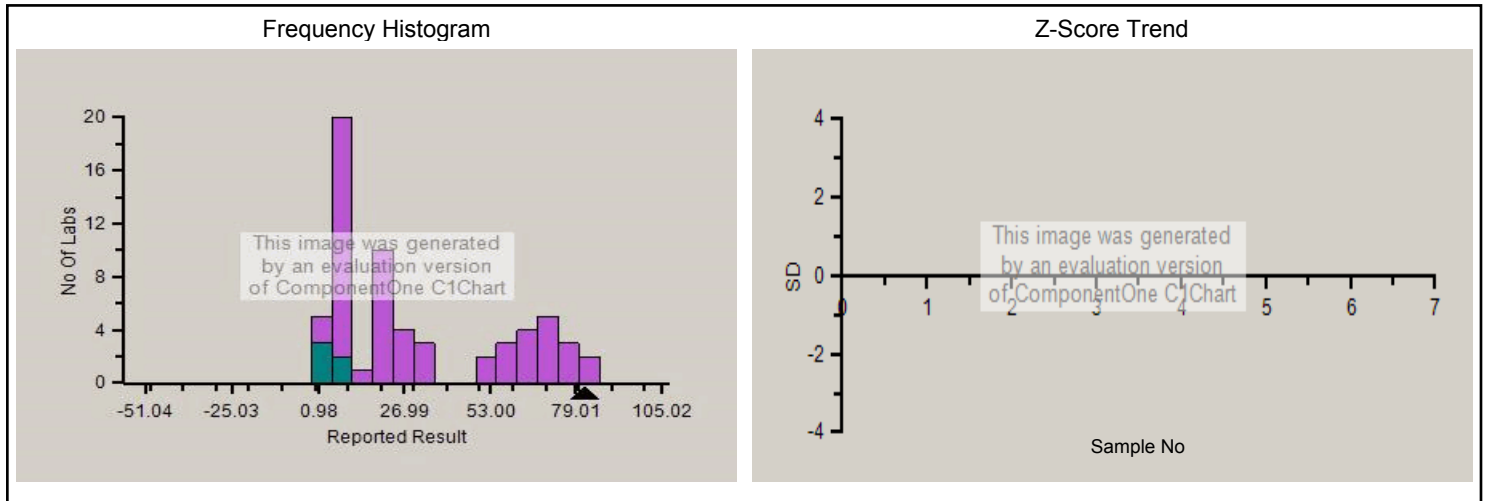 Frequency Histogram
20
16
12
8
4
0
No Of Labs
This image was generated
by an evaluation version
of ComponentOne C1Chart
-51.04 -25.03 0.98 26.99 53.00 79.01 105.02
Reported Result
Z-Score Trend
4
2
0
-2
-4
SD
This image was generated
by an evaluation version
of ComponentOne C1Chart
0 1 2 3 4 5 6 7
Sample No